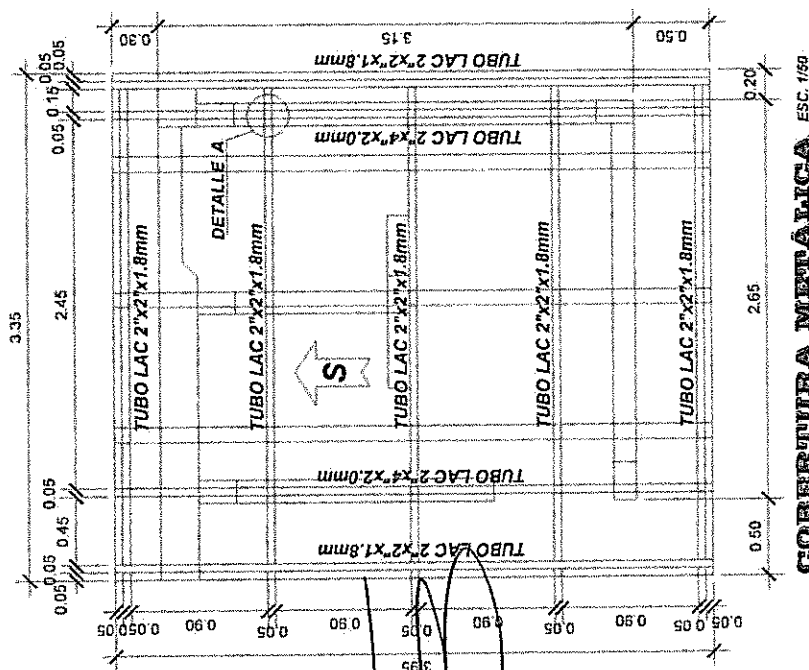 3.35
0.05 0.05 0.45 0.05 2.45 0.05 0.15 0.05 0.05
TUBO LAC 2"x2"x1.8mm
TUBO LAC 2"x2"x1.8mm
TUBO LAC 2"x2"x1.8mm
TUBO LAC 2"x2"x1.8mm
TUBO LAC 2"x2"x1.8mm
DETALLE A
S
TUBO LAC 2"x2"x1.8mm
TUBO LAC 2"x4"x2.0mm
TUBO LAC 2"x4"x2.0mm
TUBO LAC 2"x2"x1.8mm
0.30 3.15 0.50
0.05 0.05 0.90 0.05 0.90 0.05 0.90 0.05 0.90 0.05 0.05
3.95
0.50 2.65 0.20
COBERTURA METÁLICA ESC. 1/50